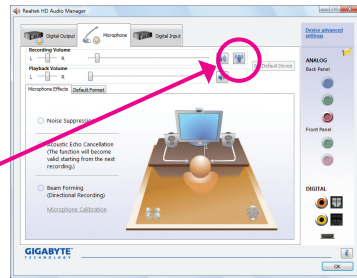 Realtek HD Audio Manager
Digital Output
Microphone
Digital Input
Device advanced
settings
Recording Volume
L
R
Default Device
Playback Volume
L
R
Microphone Effects
Default Format
Noise Suppression
Acoustic Echo Cancellation
(The function will become
valid starting from the next
recording.)
Beam Forming
(Directional Recording)
Microphone Calibration
ANALOG
Back Panel
Front Panel
DIGITAL
GIGABYTE
TECHNOLOGY
i
OK